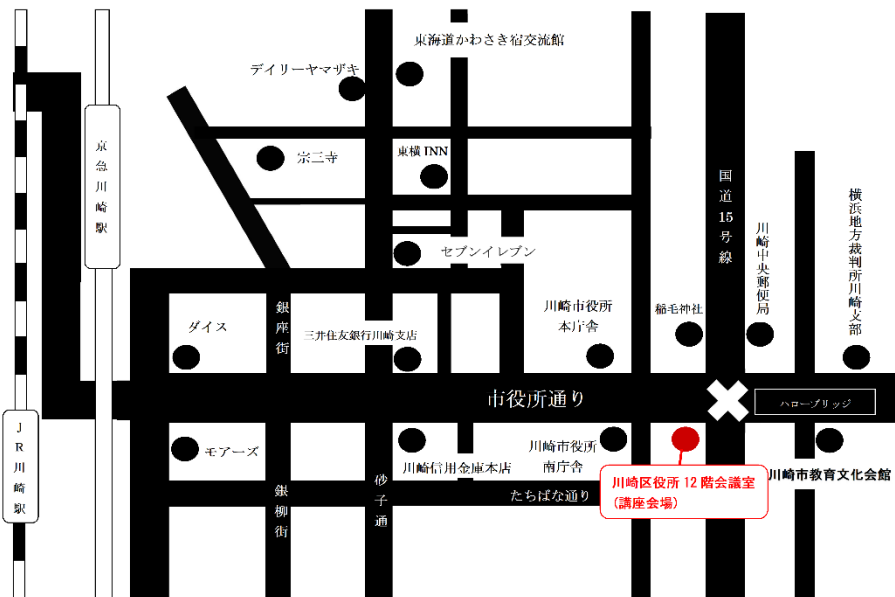 東海道かわさき宿交流館
デイリーヤマザキ
京急川崎駅
宗三寺
東横 INN
国道15号線
横浜地方裁判所川崎支部
川崎中央郵便局
セブンイレブン
銀座街
ダイス
三井住友銀行川崎支店
川崎市役所
本庁舎
稲毛神社
市役所通り
ハローブリッジ
JR川崎駅
モアーズ
川崎信用金庫本店
川崎市役所
南庁舎
川崎市教育文化会館
川崎区役所 12 階会議室
(講座会場)
銀柳街
砂子通
たちばな通り